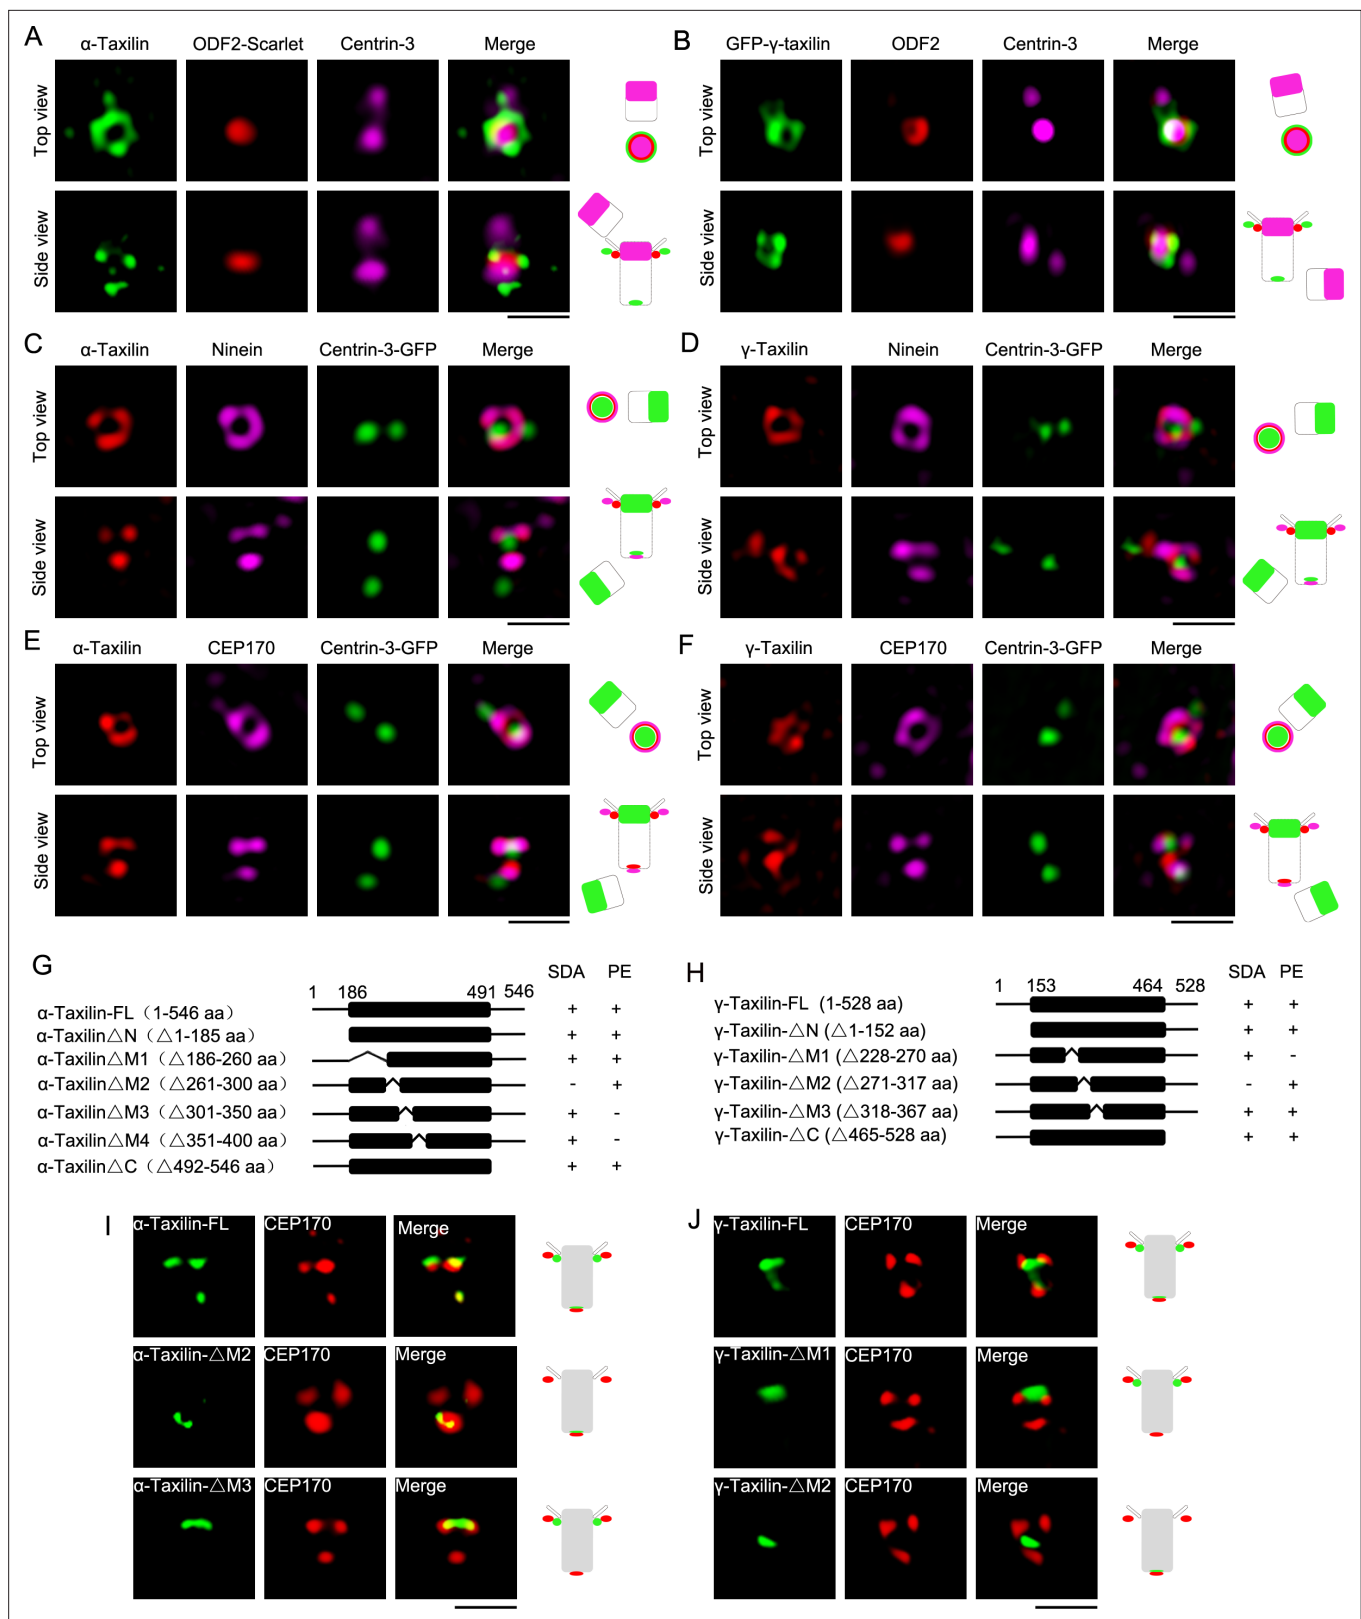 A
α-Taxilin ODF2-Scarlet Centrin-3 Merge
Top view
Side view
B
GFP-γ-taxilin ODF2 Centrin-3 Merge
Top view
Side view
C
α-Taxilin Ninein Centrin-3-GFP Merge
Top view
Side view
D
γ-Taxilin Ninein Centrin-3-GFP Merge
Top view
Side view
E
α-Taxilin CEP170 Centrin-3-GFP Merge
Top view
Side view
F
γ-Taxilin CEP170 Centrin-3-GFP Merge
Top view
Side view
G
SDA PE
1 186 491 546
α-Taxilin-FL（1-546 aa） + +
α-Taxilin△N（△1-185 aa） + +
α-Taxilin△M1（△186-260 aa） + +
α-Taxilin△M2（△261-300 aa） - +
α-Taxilin△M3（△301-350 aa） + -
α-Taxilin△M4（△351-400 aa） + -
α-Taxilin△C（△492-546 aa） + +
H
SDA PE
1 153 464 528
γ-Taxilin-FL (1-528 aa) + +
γ-Taxilin-△N (△1-152 aa) + +
γ-Taxilin-△M1 (△228-270 aa) + -
γ-Taxilin-△M2 (△271-317 aa) - +
γ-Taxilin-△M3 (△318-367 aa) + +
γ-Taxilin-△C (△465-528 aa) + +
I
α-Taxilin-FL CEP170 Merge
α-Taxilin-△M2 CEP170 Merge
α-Taxilin-△M3 CEP170 Merge
J
γ-Taxilin-FL CEP170 Merge
γ-Taxilin-△M1 CEP170 Merge
γ-Taxilin-△M2 CEP170 Merge